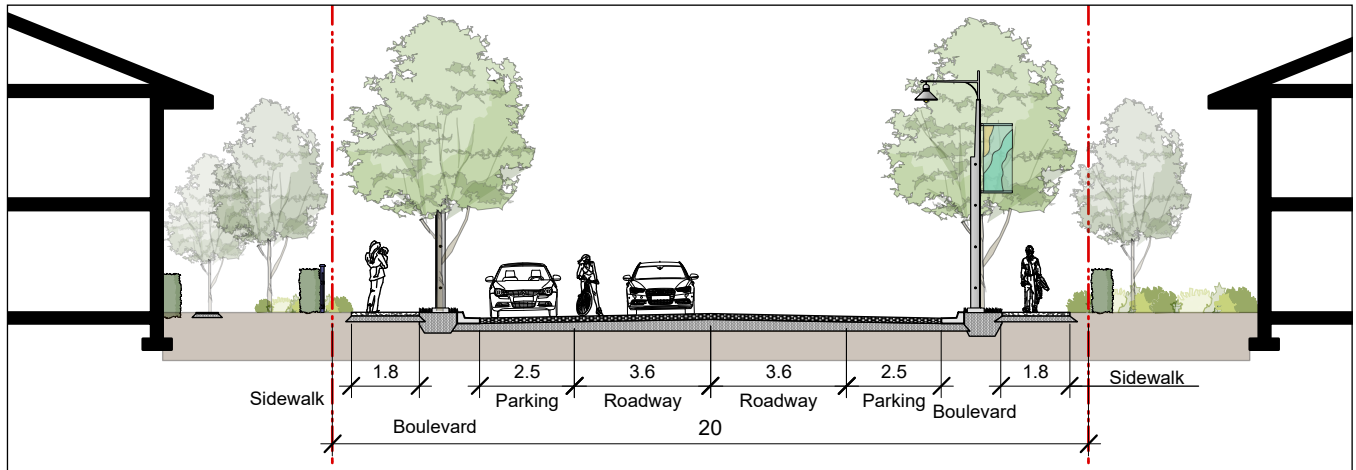 1.8 2.5 3.6 3.6 2.5 1.8
Sidewalk Parking Roadway Roadway Parking Sidewalk
Boulevard Boulevard
20